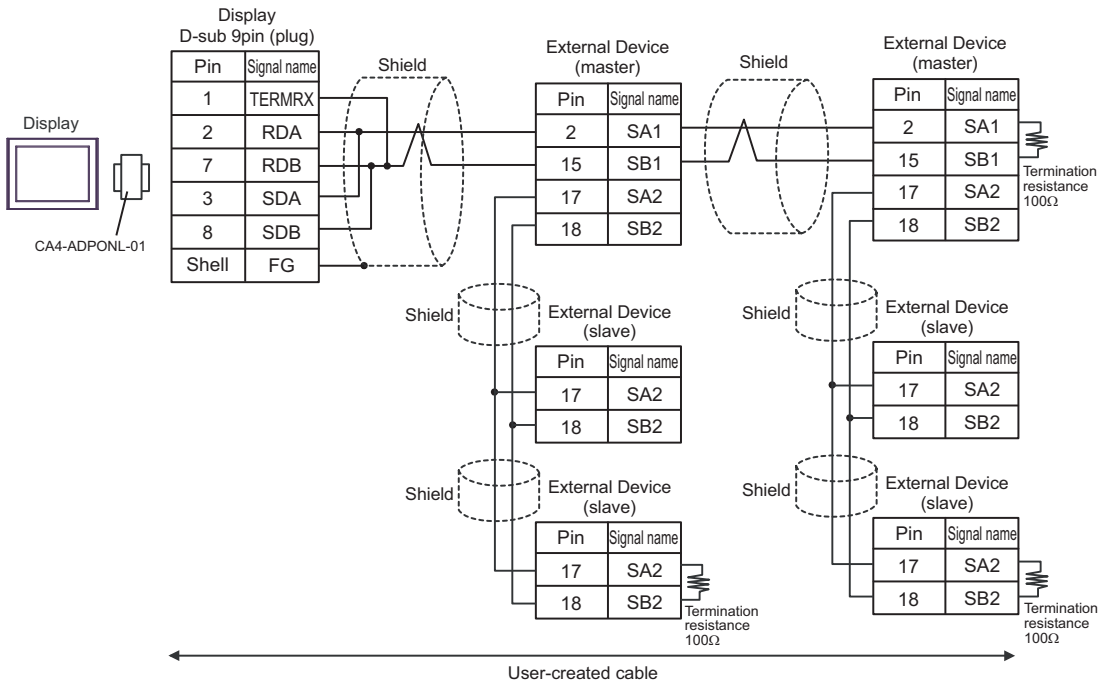 Display
D-sub 9pin (plug)
Pin Signal name
1 TERMRX
2 RDA
7 RDB
3 SDA
8 SDB
Shell FG
Display
CA4-ADPONL-01
Shield
External Device
(master)
Pin Signal name
2 SA1
15 SB1
17 SA2
18 SB2
Shield
External Device
(master)
Pin Signal name
2 SA1
15 SB1
17 SA2
18 SB2
Termination
resistance
100Ω
Shield
External Device
(slave)
Pin Signal name
17 SA2
18 SB2
Shield
External Device
(slave)
Pin Signal name
17 SA2
18 SB2
Shield
External Device
(slave)
Pin Signal name
17 SA2
18 SB2
Termination
resistance
100Ω
Shield
External Device
(slave)
Pin Signal name
17 SA2
18 SB2
Termination
resistance
100Ω
User-created cable